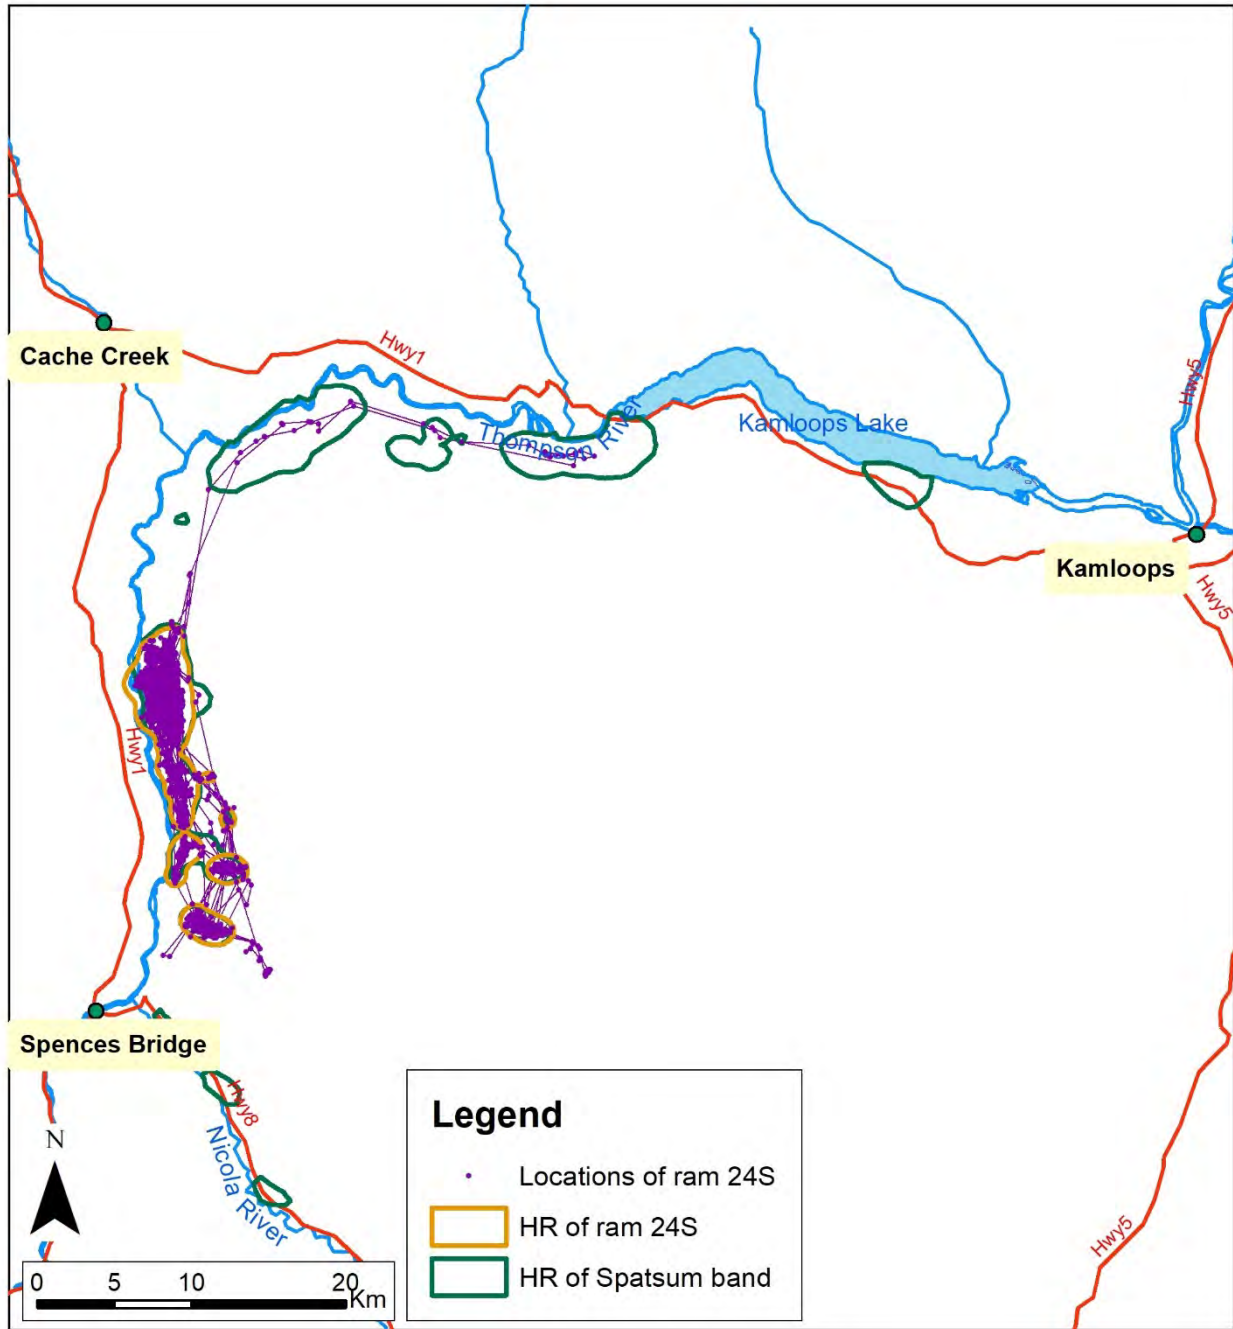 Hwy1
Cache Creek
Hwy5
Thompson River
Kamloops Lake
Kamloops
Hwy5
Hwy1
Spences Bridge
Hwy8
Nicola River
N
Legend
Locations of ram 24S
HR of ram 24S
HR of Spatsum band
Hwy5
0 5 10 20
Km